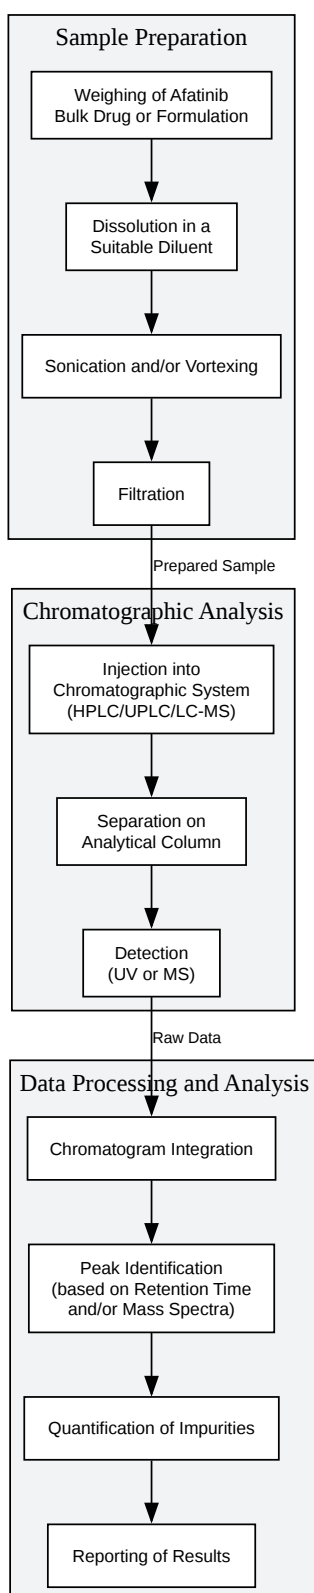 Sample Preparation
Weighing of Afatinib
Bulk Drug or Formulation
Dissolution in a
Suitable Diluent
Sonication and/or Vortexing
Filtration
Prepared Sample
Chromatographic Analysis
Injection into
Chromatographic System
(HPLC/UPLC/LC-MS)
Separation on
Analytical Column
Detection
(UV or MS)
Raw Data
Data Processing and Analysis
Chromatogram Integration
Peak Identification
(based on Retention Time
and/or Mass Spectra)
Quantification of Impurities
Reporting of Results